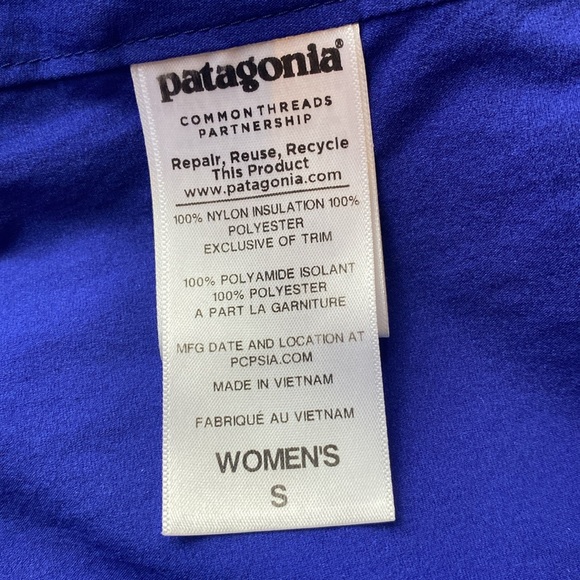 patagonia®
COMMON THREADS
PARTNERSHIP
Repair, Reuse, Recycle
This Product
www.patagonia.com
100% NYLON INSULATION 100%
POLYESTER
EXCLUSIVE OF TRIM
100% POLYAMIDE ISOLANT
100% POLYESTER
A PART LA GARNITURE
MFG DATE AND LOCATION AT
PCPSIA.COM
MADE IN VIETNAM
FABRIQUÉ AU VIETNAM
WOMEN'S
S